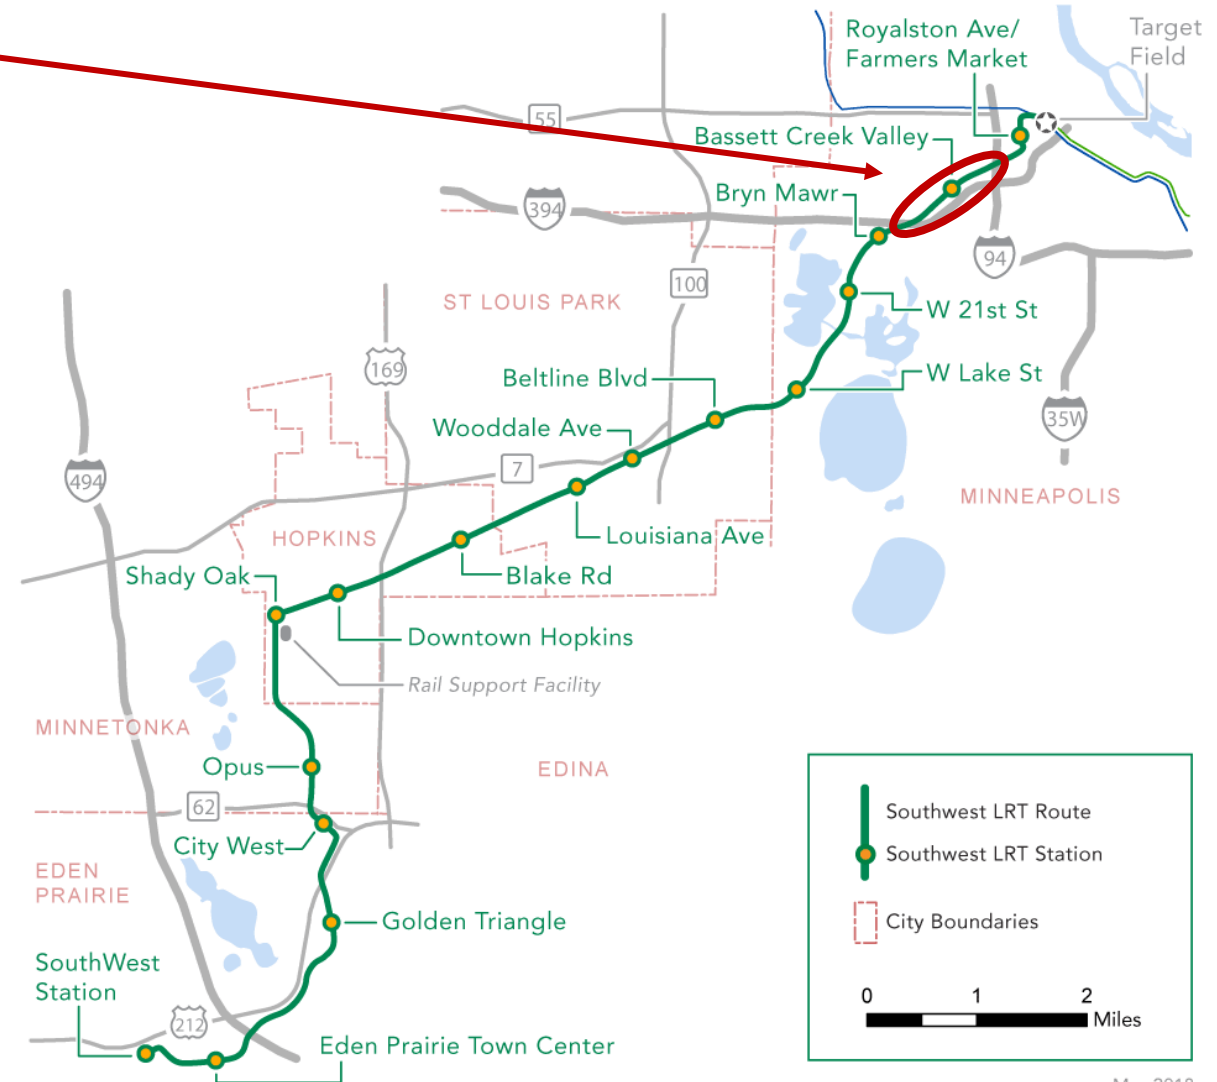 Royalston Ave/
Farmers Market
Target
Field
55
Bassett Creek Valley
Bryn Mawr
394
94
100
ST LOUIS PARK
W 21st St
169
Beltline Blvd
W Lake St
Wooddale Ave
35W
7
494
MINNEAPOLIS
HOPKINS
Louisiana Ave
Shady Oak
Blake Rd
Downtown Hopkins
Rail Support Facility
MINNETONKA
Opus
EDINA
62
City West
EDEN
PRAIRIE
Golden Triangle
SouthWest
Station
212
Eden Prairie Town Center
Southwest LRT Route
Southwest LRT Station
City Boundaries
0 1 2
Miles